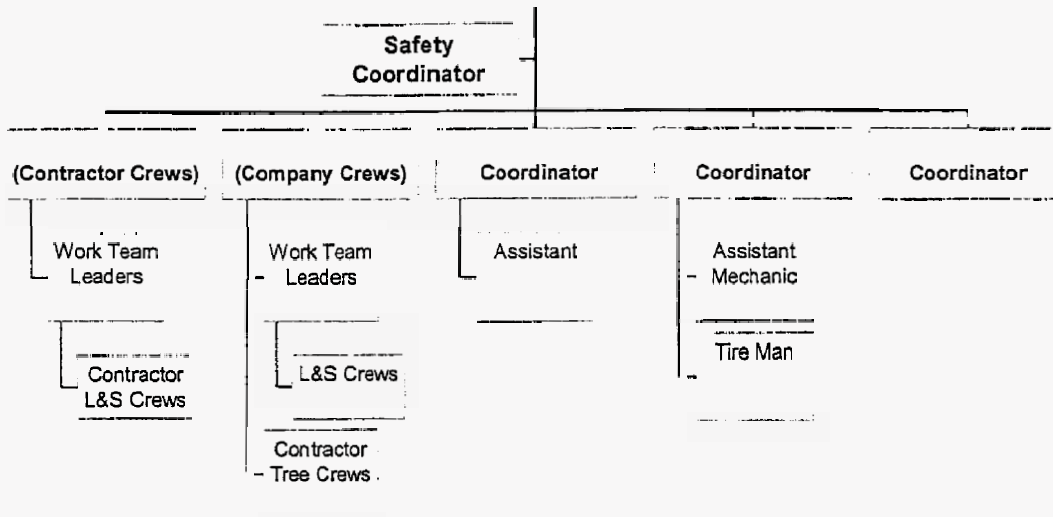 Safety
Coordinator
(Contractor Crews)
(Company Crews)
Coordinator
Coordinator
Coordinator
Work Team
Leaders
Work Team
Leaders
Assistant
Assistant
Mechanic
Contractor
L&S Crews
L&S Crews
Tire Man
Contractor
Tree Crews